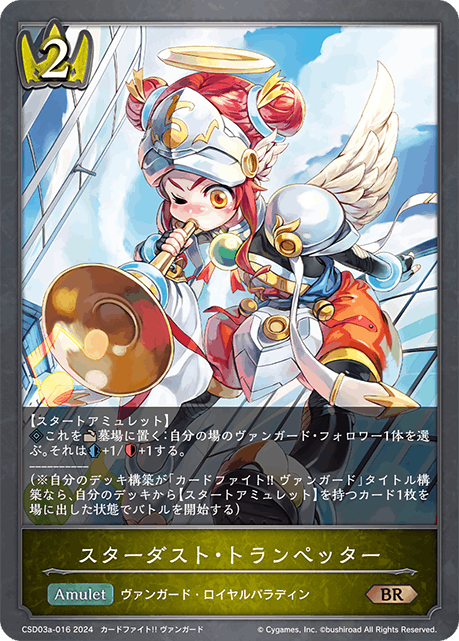 2
【スタートアミュレット】
これを墓場に置く:自分の場のヴァンガード・フォロワー1体を選
ぶ。それは+1/+1する。
----------
(※自分のデッキ構築が「カードファイト!! ヴァンガード」タイトル構
築なら、自分のデッキから【スタートアミュレット】を持つカード1枚を
場に出した状態でバトルを開始する)
スターダスト・トランペッター
Amulet ヴァンガード・ロイヤルパラディン BR
CSD03a-016 2024 カードファイト!! ヴァンガード © Cygames, Inc. ©bushiroad All Rights Reserved.